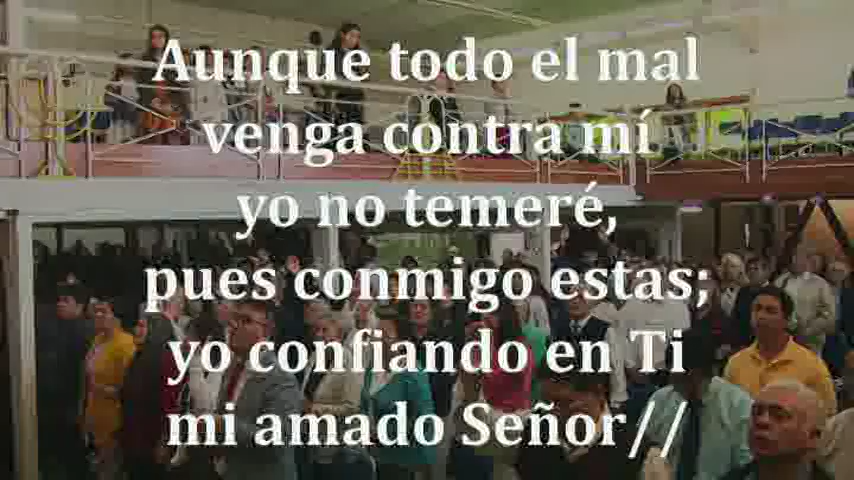 Aunque todo el mal
venga contra mí
yo no temeré,
pues conmigo estas;
yo confiando en Ti
mi amado Señor//